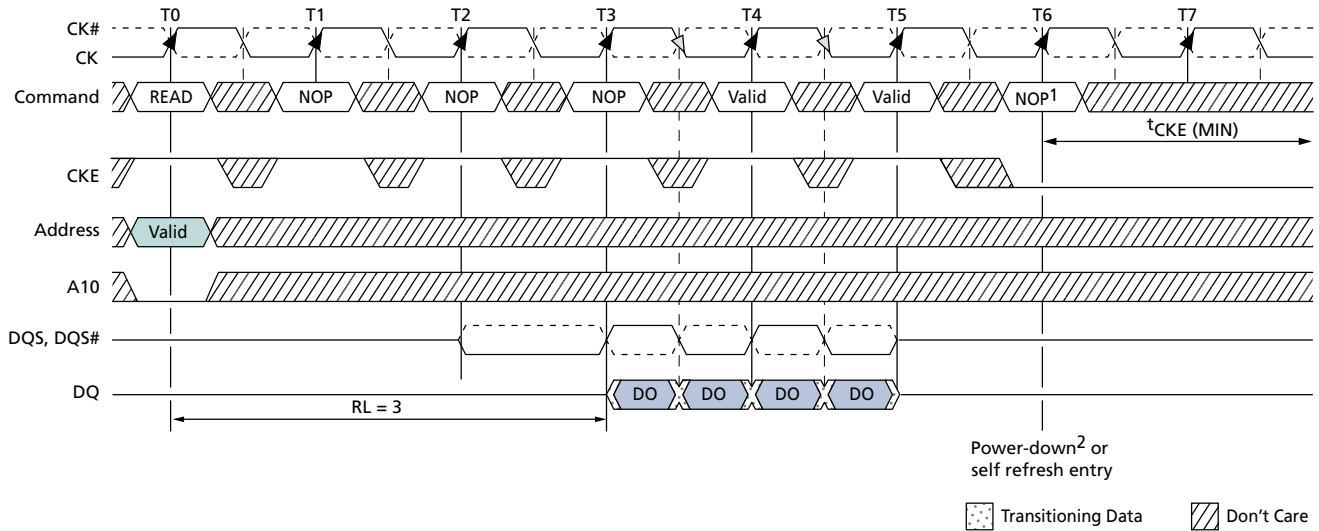 T0 T1 T2 T3 T4 T5 T6 T7
CK#
CK
Command READ NOP NOP NOP Valid Valid NOP1
tCKE (MIN)
CKE
Address Valid
A10
DQS, DQS#
DQ DO DO DO DO
RL = 3
Power-down2 or
self refresh entry
Transitioning Data Don't Care